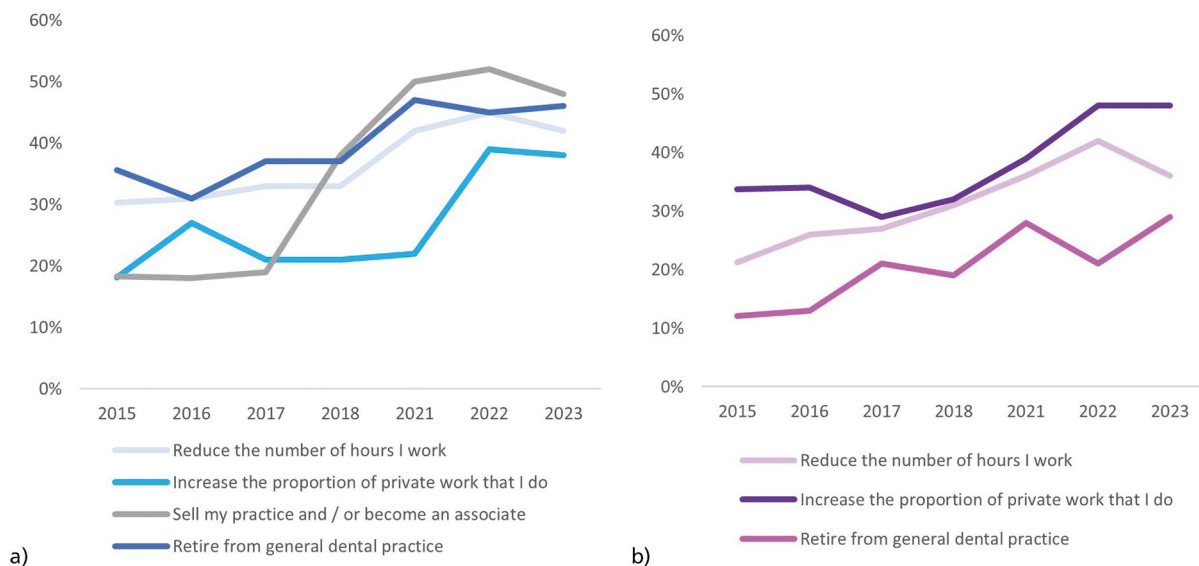 60%
50%
40%
30%
20%
10%
0%
2015 2016 2017 2018 2021 2022 2023
Reduce the number of hours I work
Increase the proportion of private work that I do
Sell my practice and / or become an associate
Retire from general dental practice
a)
60%
50%
40%
30%
20%
10%
0%
2015 2016 2017 2018 2021 2022 2023
Reduce the number of hours I work
Increase the proportion of private work that I do
Retire from general dental practice
b)